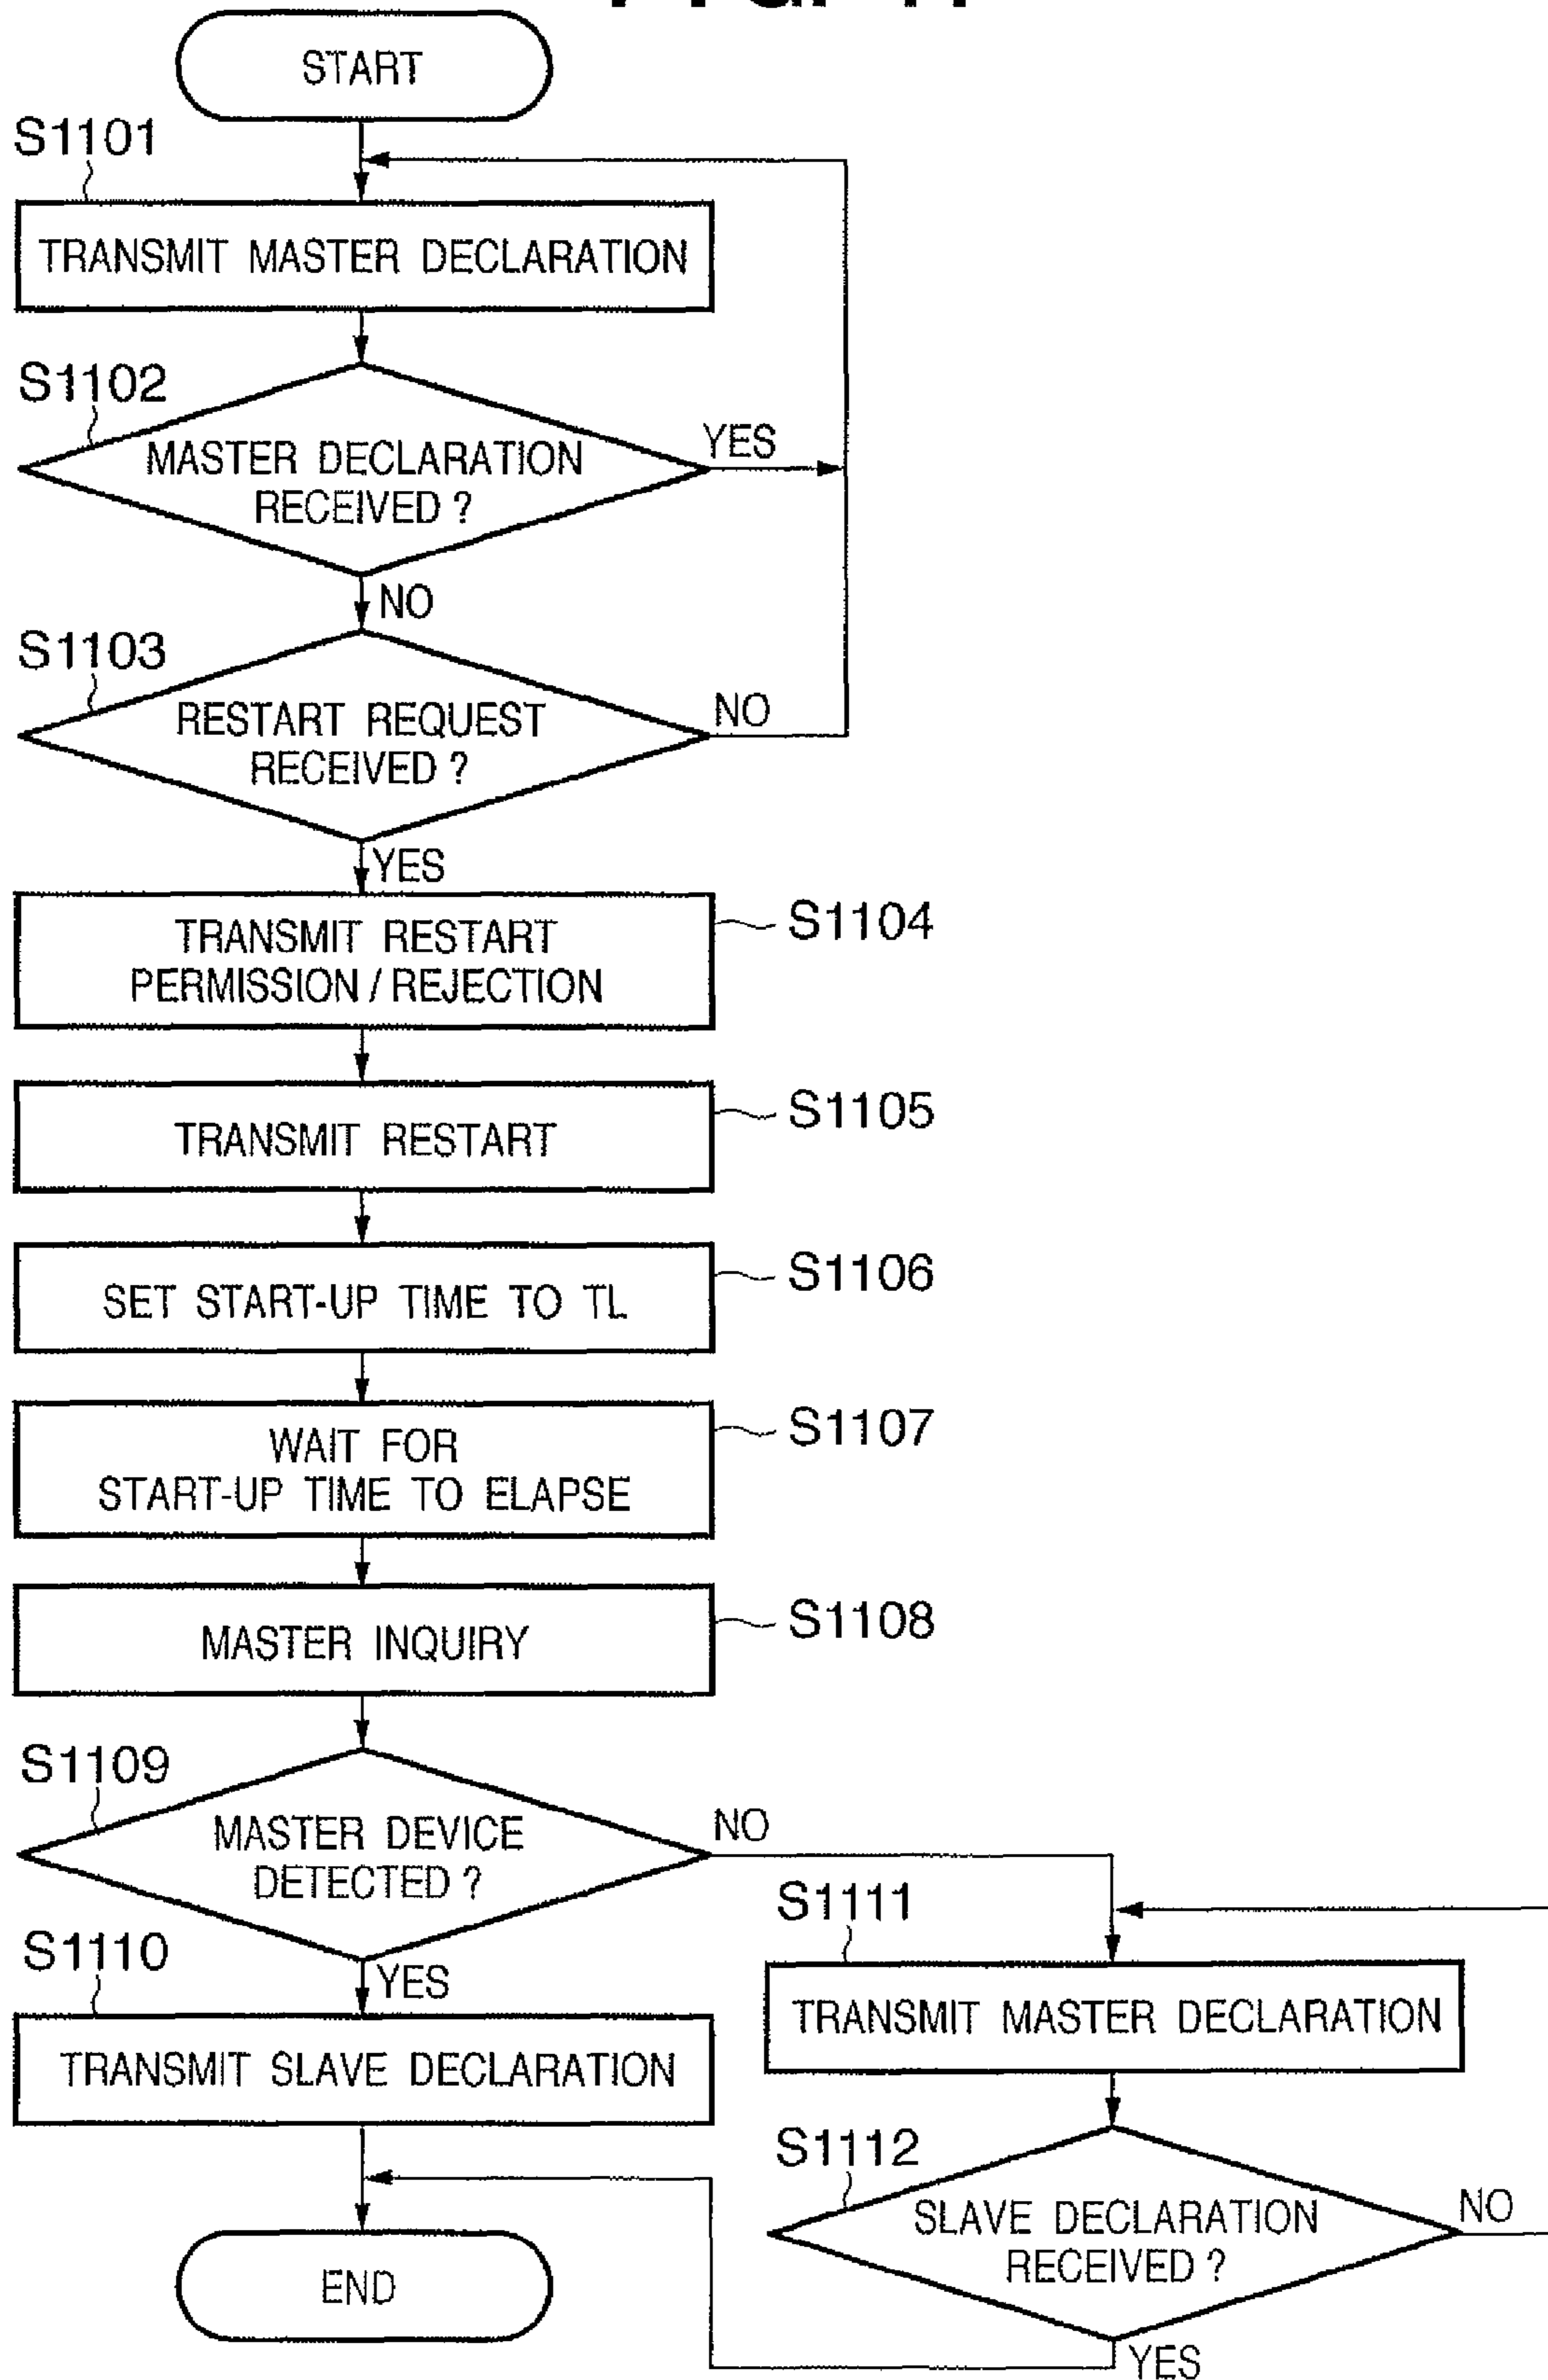 START
S1101
TRANSMIT MASTER DECLARATION
S1102
MASTER DECLARATION
RECEIVED ?
YES
NO
S1103
RESTART REQUEST
RECEIVED ?
NO
YES
TRANSMIT RESTART
PERMISSION / REJECTION
S1104
TRANSMIT RESTART
S1105
SET START-UP TIME TO TL
S1106
WAIT FOR
START-UP TIME TO ELAPSE
S1107
MASTER INQUIRY
S1108
S1109
MASTER DEVICE
DETECTED ?
NO
YES
S1110
TRANSMIT SLAVE DECLARATION
S1111
TRANSMIT MASTER DECLARATION
S1112
SLAVE DECLARATION
RECEIVED ?
NO
YES
END